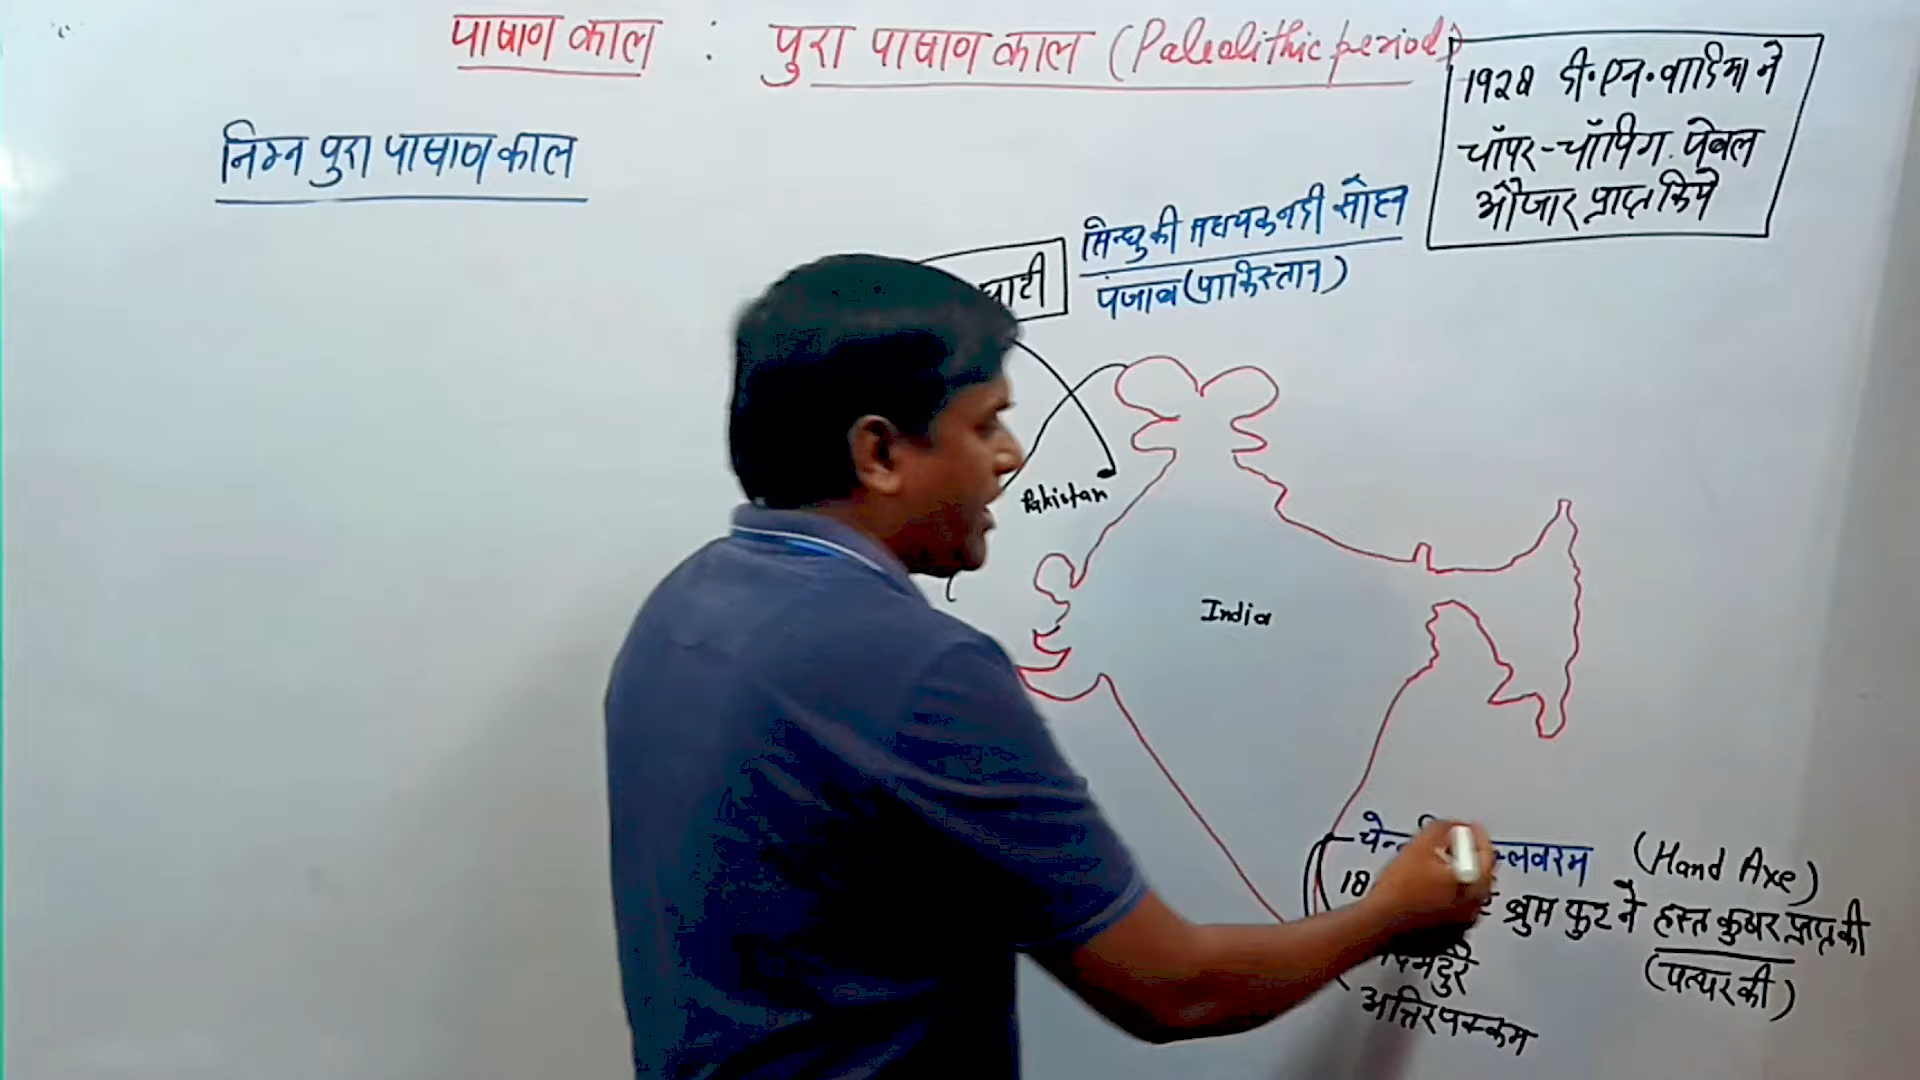 पाषाण काल : पुरा पाषाण काल (Paleolithic period)
1928 डी.एन.वाडिया ने
चॉपर-चॉपिंग पेबल
औजार प्राप्त किये
निम्न पुरा पाषाण काल
सिन्धु की सहायक नदी सोहन
पंजाब (पाकिस्तान)
घाटी
Pakistan
India
(Hand Axe)
18
ब्रुस फुट ने हस्त कुठार प्राप्त की
(पत्थर की)
अत्तिरपक्कम